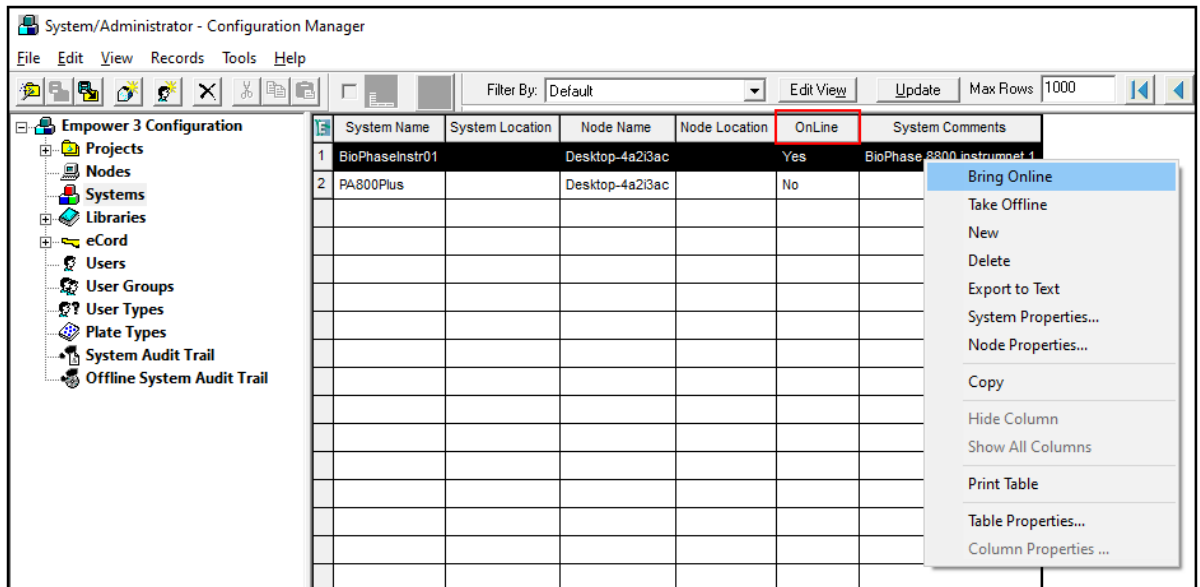 System/Administrator - Configuration Manager
File Edit View Records Tools Help
Filter By: Default Edit View Update Max Rows 1000
Empower 3 Configuration
Projects
Nodes
Systems
Libraries
eCord
Users
User Groups
User Types
Plate Types
System Audit Trail
Offline System Audit Trail
System Name System Location Node Name Node Location OnLine System Comments
1 BioPhaseInstr01 Desktop-4a2i3ac Yes BioPhase 8800 instrumnet 1
2 PA800Plus Desktop-4a2i3ac No
Bring Online
Take Offline
New
Delete
Export to Text
System Properties...
Node Properties...
Copy
Hide Column
Show All Columns
Print Table
Table Properties...
Column Properties ...